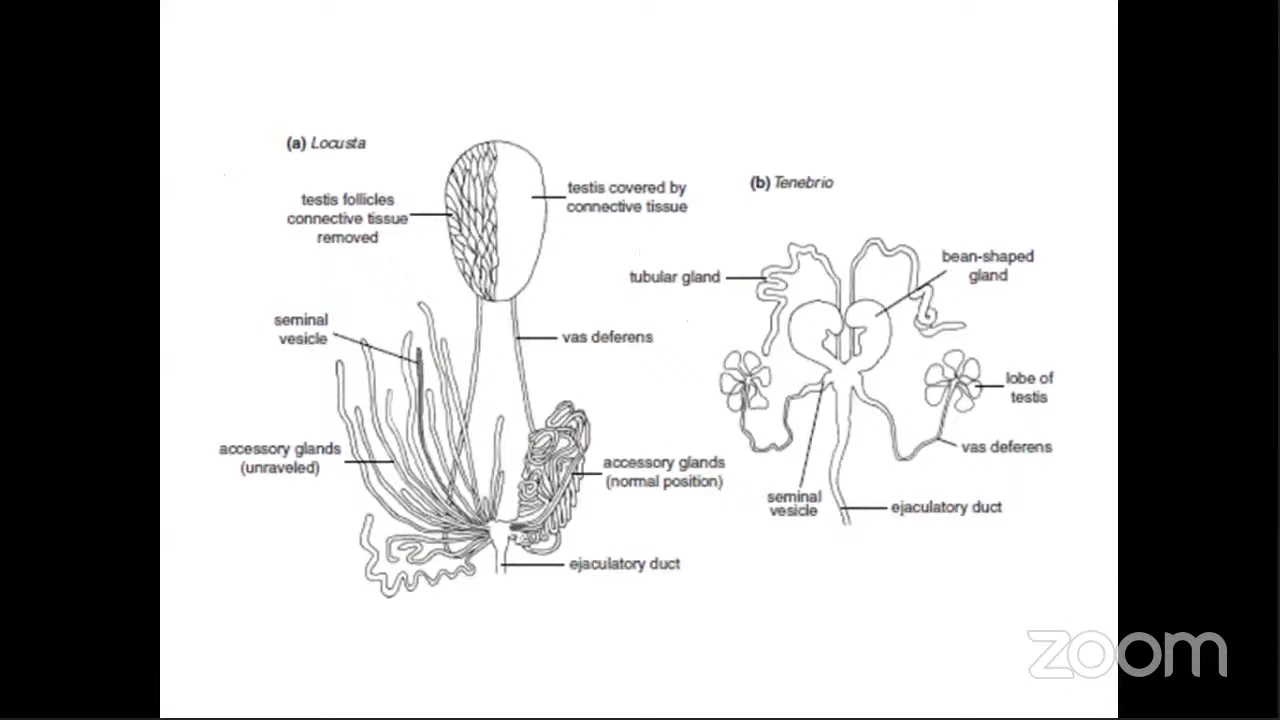 (a) Locusta
testis follicles
connective tissue
removed
testis covered by
connective tissue
seminal
vesicle
vas deferens
accessory glands
(unraveled)
accessory glands
(normal position)
ejaculatory duct
(b) Tenebrio
tubular gland
bean-shaped
gland
lobe of
testis
vas deferens
seminal
vesicle
ejaculatory duct
zoom